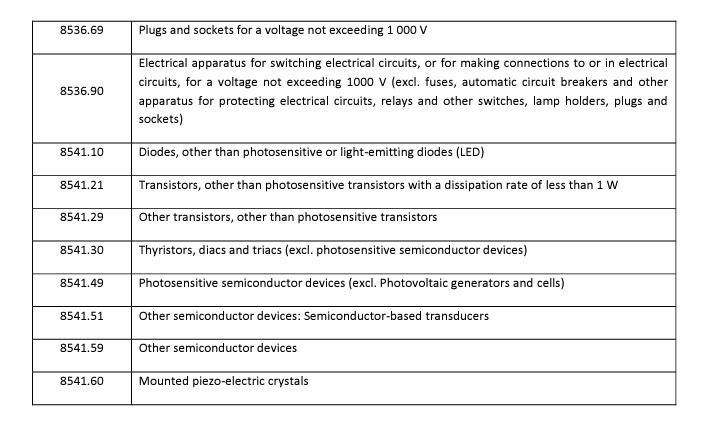 8536.69 Plugs and sockets for a voltage not exceeding 1 000 V
Electrical apparatus for switching electrical circuits, or for making connections to or in electrical
circuits, for a voltage not exceeding 1000 V (excl. fuses, automatic circuit breakers and other
8536.90
apparatus for protecting electrical circuits, relays and other switches, lamp holders, plugs and
sockets)
8541.10 Diodes, other than photosensitive or light-emitting diodes (LED)
8541.21 Transistors, other than photosensitive transistors with a dissipation rate of less than 1 W
8541.29 Other transistors, other than photosensitive transistors
8541.30 Thyristors, diacs and triacs (excl. photosensitive semiconductor devices)
8541.49 Photosensitive semiconductor devices (excl. Photovoltaic generators and cells)
8541.51 Other semiconductor devices: Semiconductor-based transducers
8541.59 Other semiconductor devices
8541.60 Mounted piezo-electric crystals